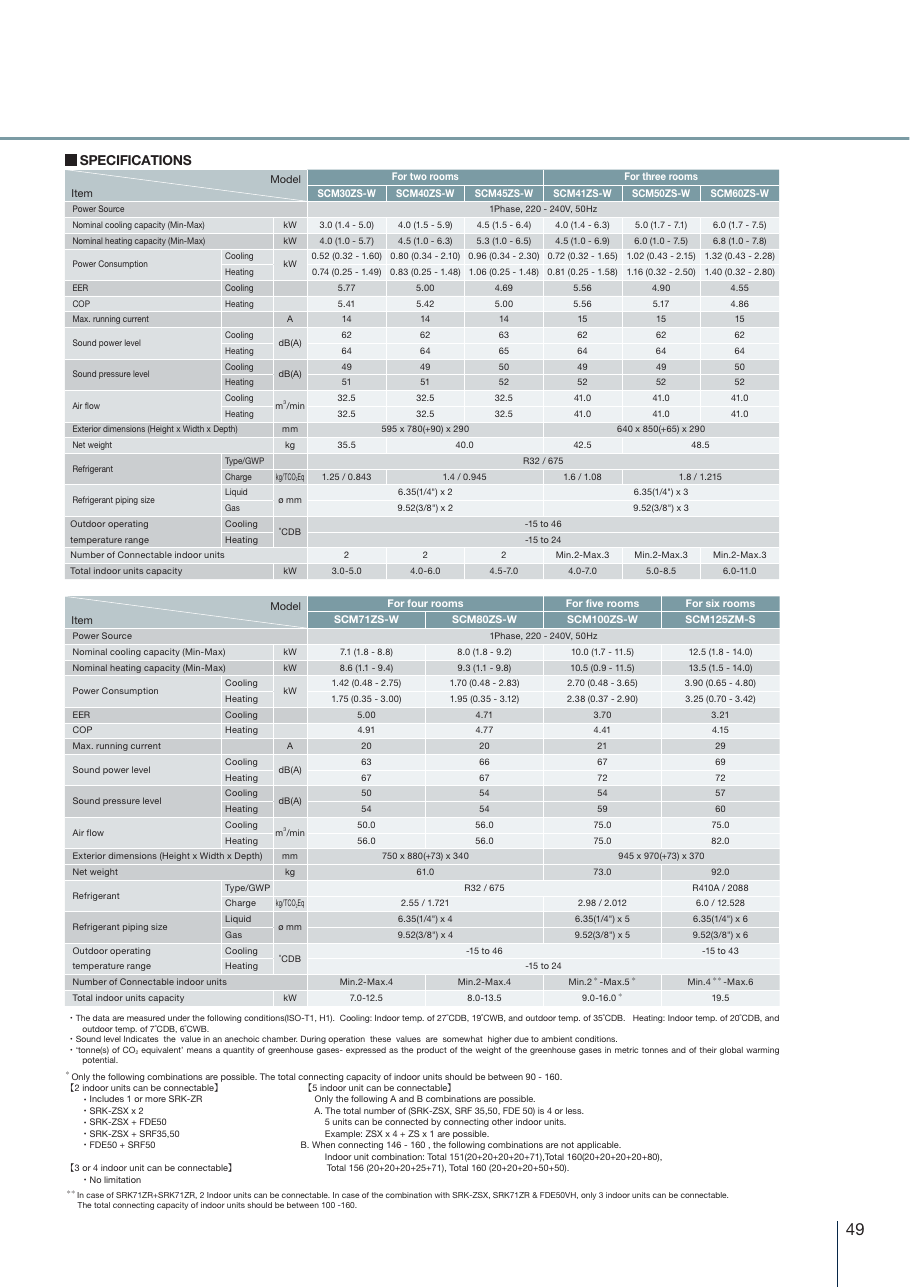 ■ SPECIFICATIONS
Model For two rooms For three rooms
Item SCM30ZS-W SCM40ZS-W SCM45ZS-W SCM41ZS-W SCM50ZS-W SCM60ZS-W
Power Source 1Phase, 220 - 240V, 50Hz
Nominal cooling capacity (Min-Max) kW 3.0 (1.4 - 5.0) 4.0 (1.5 - 5.9) 4.5 (1.5 - 6.4) 4.0 (1.4 - 6.3) 5.0 (1.7 - 7.1) 6.0 (1.7 - 7.5)
Nominal heating capacity (Min-Max) kW 4.0 (1.0 - 5.7) 4.5 (1.0 - 6.3) 5.3 (1.0 - 6.5) 4.5 (1.0 - 6.9) 6.0 (1.0 - 7.5) 6.8 (1.0 - 7.8)
Power Consumption Cooling kW 0.52 (0.32 - 1.60) 0.80 (0.34 - 2.10) 0.96 (0.34 - 2.30) 0.72 (0.32 - 1.65) 1.02 (0.43 - 2.15) 1.32 (0.43 - 2.28)
Heating 0.74 (0.25 - 1.49) 0.83 (0.25 - 1.48) 1.06 (0.25 - 1.48) 0.81 (0.25 - 1.58) 1.16 (0.32 - 2.50) 1.40 (0.32 - 2.80)
EER Cooling 5.77 5.00 4.69 5.56 4.90 4.55
COP Heating 5.41 5.42 5.00 5.56 5.17 4.86
Max. running current A 14 14 14 15 15 15
Sound power level Cooling dB(A) 62 62 63 62 62 62
Heating 64 64 65 64 64 64
Sound pressure level Cooling dB(A) 49 49 50 49 49 50
Heating 51 51 52 52 52 52
Air flow Cooling m³/min 32.5 32.5 32.5 41.0 41.0 41.0
Heating 32.5 32.5 32.5 41.0 41.0 41.0
Exterior dimensions (Height x Width x Depth) mm 595 x 780(+90) x 290 640 x 850(+65) x 290
Net weight kg 35.5 40.0 42.5 48.5
Refrigerant Type/GWP R32 / 675
Charge kg/TCO₂Eq 1.25 / 0.843 1.4 / 0.945 1.6 / 1.08 1.8 / 1.215
Refrigerant piping size Liquid ø mm 6.35(1/4") x 2 6.35(1/4") x 3
Gas 9.52(3/8") x 2 9.52(3/8") x 3
Outdoor operating Cooling ˚CDB -15 to 46
temperature range Heating -15 to 24
Number of Connectable indoor units 2 2 2 Min.2-Max.3 Min.2-Max.3 Min.2-Max.3
Total indoor units capacity kW 3.0-5.0 4.0-6.0 4.5-7.0 4.0-7.0 5.0-8.5 6.0-11.0
Model For four rooms For five rooms For six rooms
Item SCM71ZS-W SCM80ZS-W SCM100ZS-W SCM125ZM-S
Power Source 1Phase, 220 - 240V, 50Hz
Nominal cooling capacity (Min-Max) kW 7.1 (1.8 - 8.8) 8.0 (1.8 - 9.2) 10.0 (1.7 - 11.5) 12.5 (1.8 - 14.0)
Nominal heating capacity (Min-Max) kW 8.6 (1.1 - 9.4) 9.3 (1.1 - 9.8) 10.5 (0.9 - 11.5) 13.5 (1.5 - 14.0)
Power Consumption Cooling kW 1.42 (0.48 - 2.75) 1.70 (0.48 - 2.83) 2.70 (0.48 - 3.65) 3.90 (0.65 - 4.80)
Heating 1.75 (0.35 - 3.00) 1.95 (0.35 - 3.12) 2.38 (0.37 - 2.90) 3.25 (0.70 - 3.42)
EER Cooling 5.00 4.71 3.70 3.21
COP Heating 4.91 4.77 4.41 4.15
Max. running current A 20 20 21 29
Sound power level Cooling dB(A) 63 66 67 69
Heating 67 67 72 72
Sound pressure level Cooling dB(A) 50 54 54 57
Heating 54 54 59 60
Air flow Cooling m³/min 50.0 56.0 75.0 75.0
Heating 56.0 56.0 75.0 82.0
Exterior dimensions (Height x Width x Depth) mm 750 x 880(+73) x 340 945 x 970(+73) x 370
Net weight kg 61.0 73.0 92.0
Refrigerant Type/GWP R32 / 675 R410A / 2088
Charge kg/TCO₂Eq 2.55 / 1.721 2.98 / 2.012 6.0 / 12.528
Refrigerant piping size Liquid ø mm 6.35(1/4") x 4 6.35(1/4") x 5 6.35(1/4") x 6
Gas 9.52(3/8") x 4 9.52(3/8") x 5 9.52(3/8") x 6
Outdoor operating Cooling ˚CDB -15 to 46 -15 to 43
temperature range Heating -15 to 24
Number of Connectable indoor units Min.2-Max.4 Min.2-Max.4 Min.2*-Max.5* Min.4**-Max.6
Total indoor units capacity kW 7.0-12.5 8.0-13.5 9.0-16.0* 19.5
・The data are measured under the following conditions(ISO-T1, H1). Cooling: Indoor temp. of 27˚CDB, 19˚CWB, and outdoor temp. of 35˚CDB. Heating: Indoor temp. of 20˚CDB, and
outdoor temp. of 7˚CDB, 6˚CWB.
・Sound level Indicates the value in an anechoic chamber. During operation these values are somewhat higher due to ambient conditions.
・'tonne(s) of CO₂ equivalent' means a quantity of greenhouse gases- expressed as the product of the weight of the greenhouse gases in metric tonnes and of their global warming
potential.
* Only the following combinations are possible. The total connecting capacity of indoor units should be between 90 - 160.
【2 indoor units can be connectable】 【5 indoor unit can be connectable】
・Includes 1 or more SRK-ZR Only the following A and B combinations are possible.
・SRK-ZSX x 2 A. The total number of (SRK-ZSX, SRF 35,50, FDE 50) is 4 or less.
・SRK-ZSX + FDE50 5 units can be connected by connecting other indoor units.
・SRK-ZSX + SRF35,50 Example: ZSX x 4 + ZS x 1 are possible.
・FDE50 + SRF50 B. When connecting 146 - 160 , the following combinations are not applicable.
Indoor unit combination: Total 151(20+20+20+20+71),Total 160(20+20+20+20+80),
【3 or 4 indoor unit can be connectable】 Total 156 (20+20+20+25+71), Total 160 (20+20+20+50+50).
・No limitation
** In case of SRK71ZR+SRK71ZR, 2 Indoor units can be connectable. In case of the combination with SRK-ZSX, SRK71ZR & FDE50VH, only 3 indoor units can be connectable.
The total connecting capacity of indoor units should be between 100 -160.
49